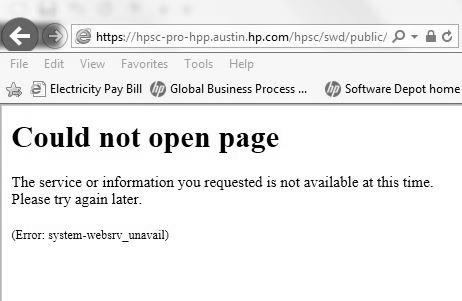 https://hpsc-pro-hpp.austin.hp.com/hpsc/swd/public/
File Edit View Favorites Tools Help
Electricity Pay Bill hp Global Business Process ... hp Software Depot home
Could not open page
The service or information you requested is not available at this time.
Please try again later.
(Error: system-websrv_unavail)